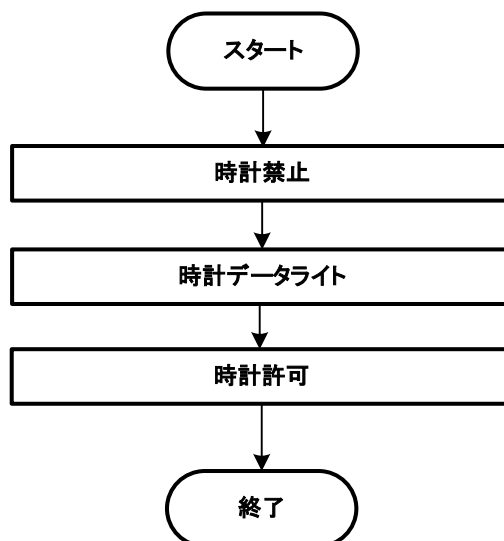 スタート
時計禁止
時計データライト
時計許可
終了